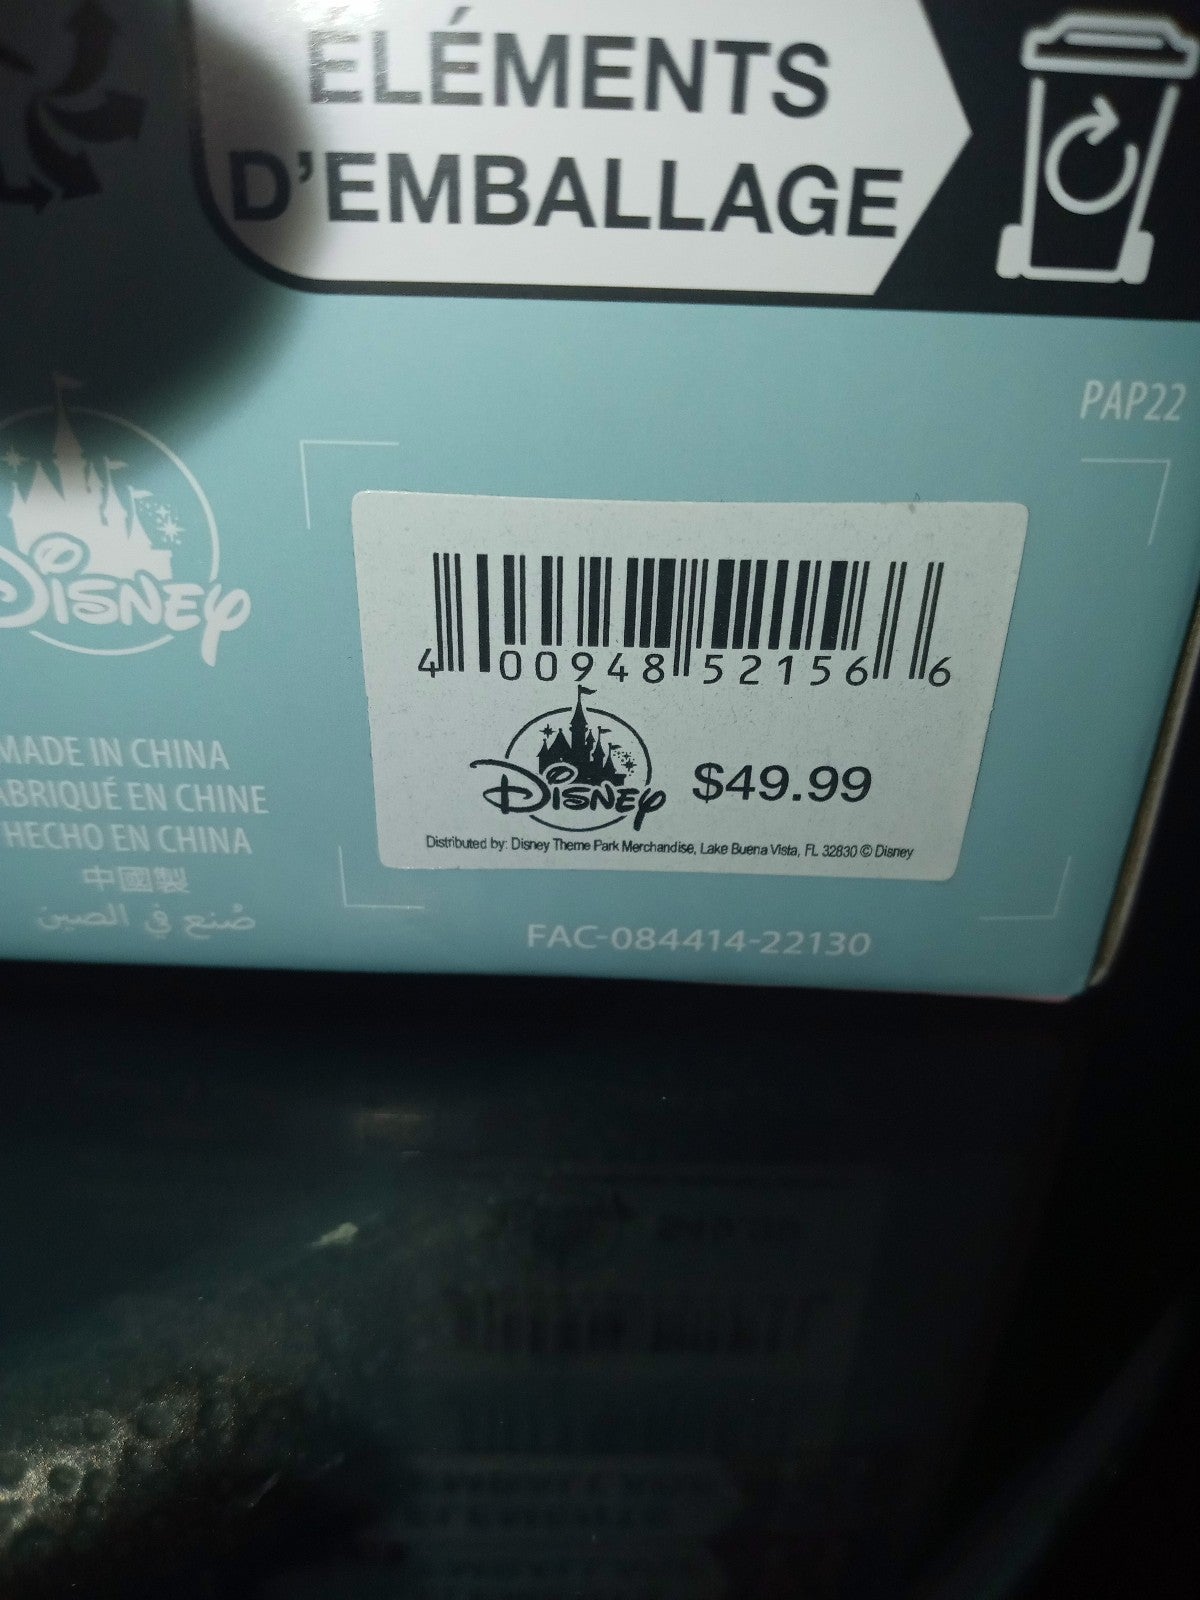 ÉLÉMENTS
D'EMBALLAGE
PAP22
DISNEY
MADE IN CHINA
FABRIQUÉ EN CHINE
HECHO EN CHINA
中國製
صُنع في الصين
4 00948 52156 6
DISNEY $49.99
Distributed by: Disney Theme Park Merchandise, Lake Buena Vista, FL 32830 © Disney
FAC-084414-22130